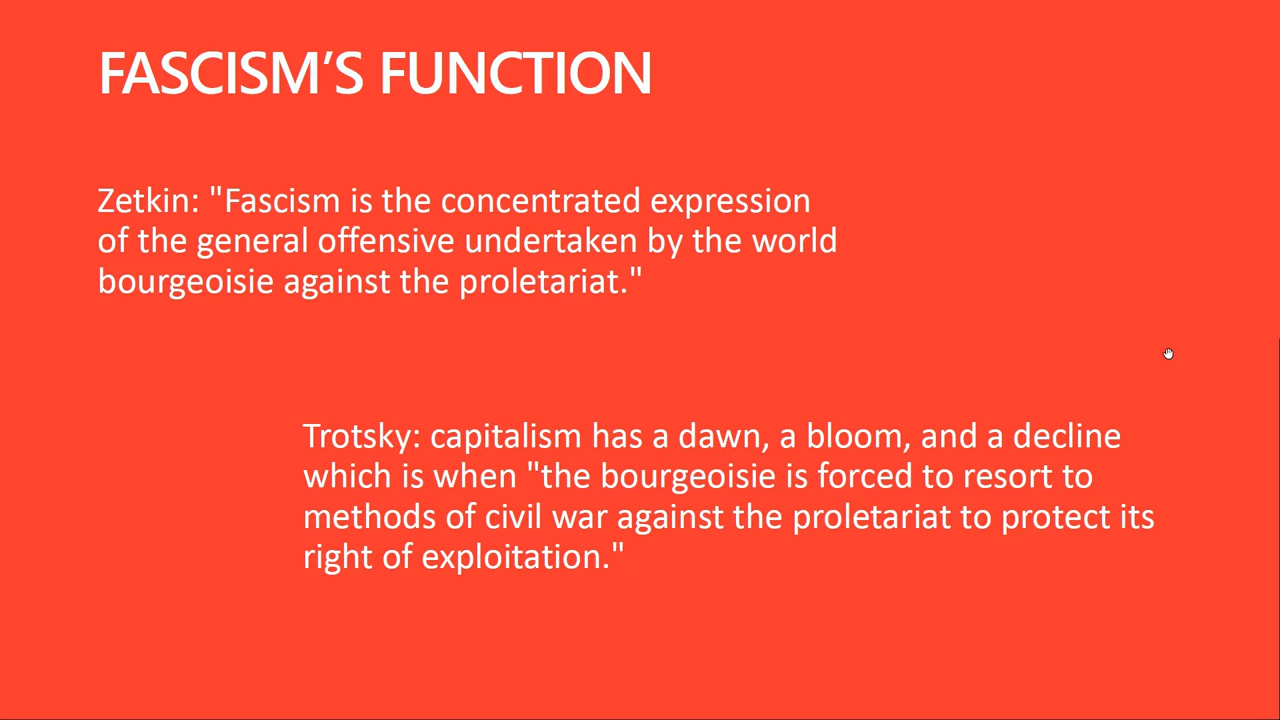 FASCISM’S FUNCTION
Zetkin: "Fascism is the concentrated expression
of the general offensive undertaken by the world
bourgeoisie against the proletariat."
Trotsky: capitalism has a dawn, a bloom, and a decline
which is when "the bourgeoisie is forced to resort to
methods of civil war against the proletariat to protect its
right of exploitation."